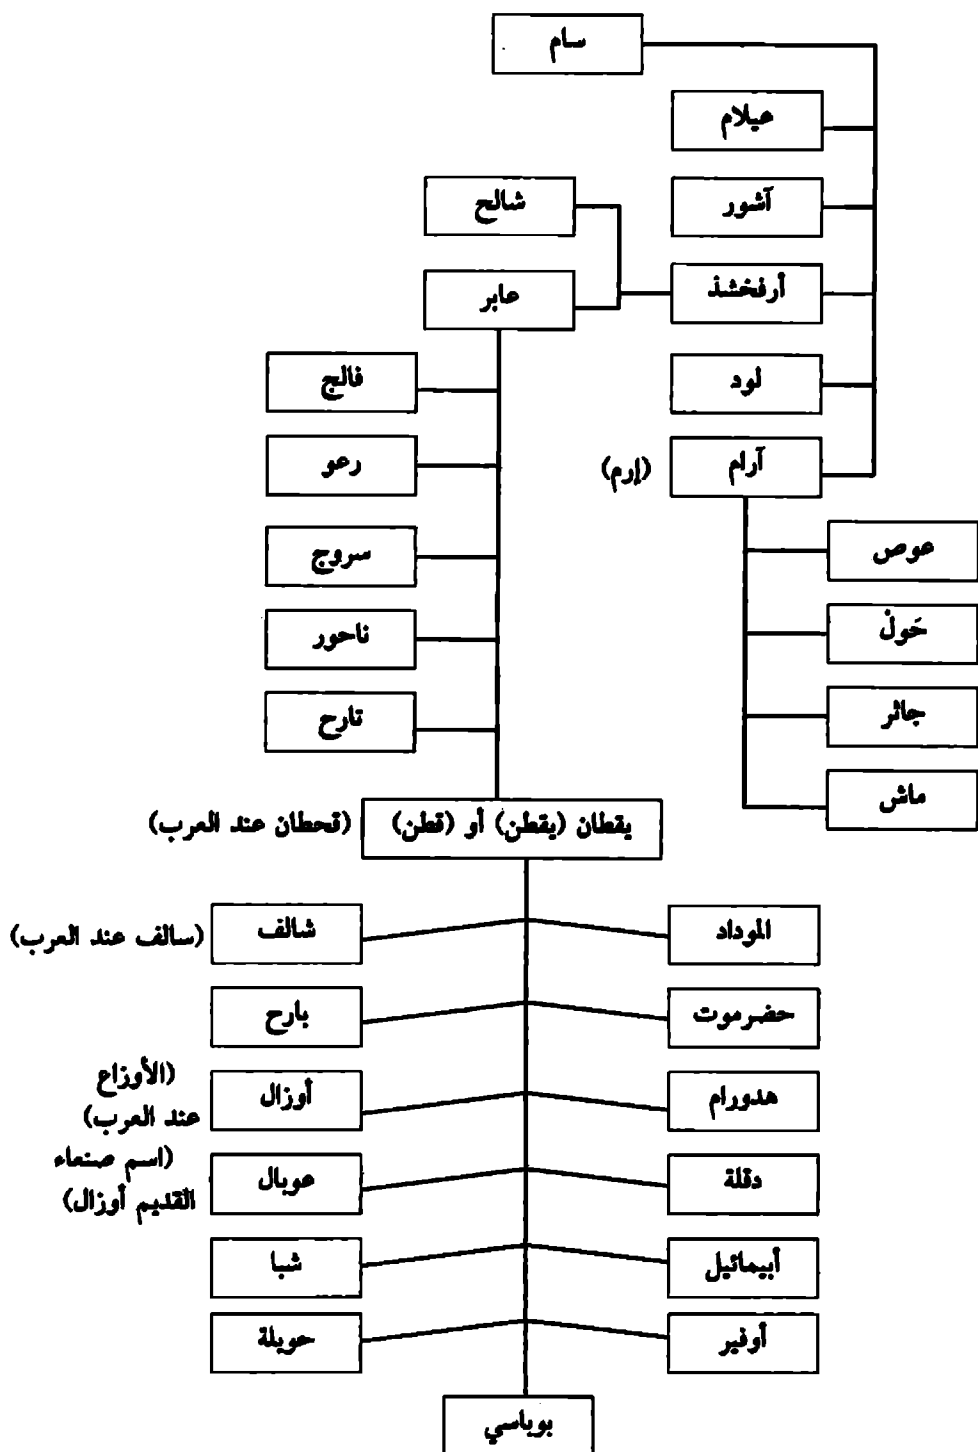 سام
عيلام
آشور
شالح
أرفخشذ
عابر
لود
فالج
آرام
(إرم)
رعو
عوص
سروج
حَولْ
ناحور
جاثر
تارح
ماش
يقطان (يقطن) أو (قطن)
(قحطان عند العرب)
الموداد
شالف
(سالف عند العرب)
حضرموت
يارح
هدورام
أوزال
(الأوزاع
عند العرب)
دقلة
عوبال
(اسم صنعاء
القديم أوزال)
أبيمائيل
شبا
أوفير
حويلة
يوباسي